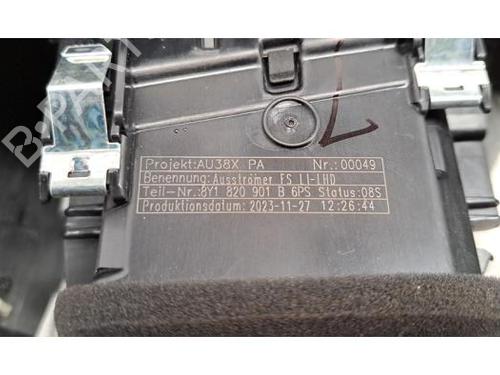 Projekt:AU38X PA Nr.:00049
Benennung: Ausströmer FS LI-LHD
Teil-Nr.:8Y1 820 901 B 6PS Status:08S
Produktionsdatum: 2023-11-27 12:26:44